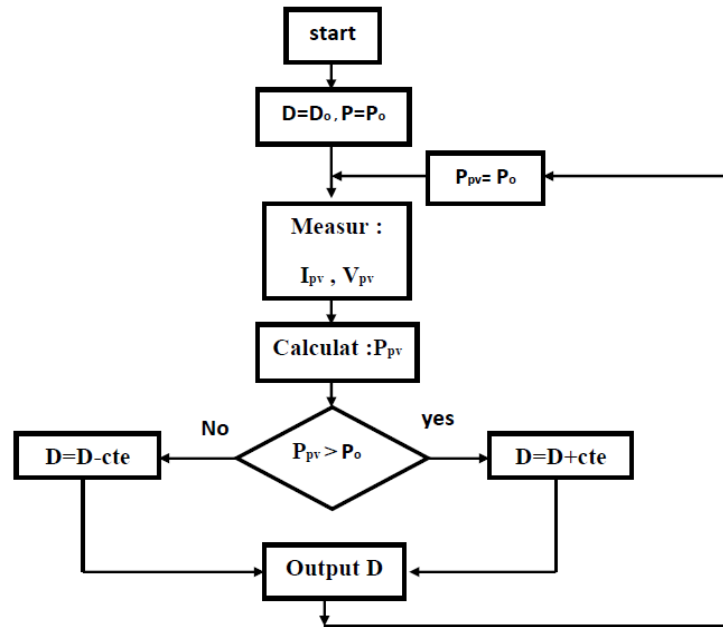 start
D=Dₒ, P=Pₒ
Ppv= Pₒ
Measur :
Ipv , Vpv
Calculat :Ppv
No
yes
D=D-cte
Ppv > Pₒ
D=D+cte
Output D